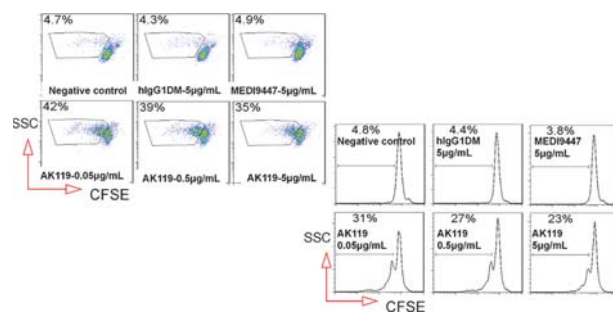 4.7%
4.3%
4.9%
Negative control
hIgG1DM-5μg/mL
MEDI9447-5μg/mL
42%
39%
35%
SSC
AK119-0.05μg/mL
AK119-0.5μg/mL
AK119-5μg/mL
CFSE
4.8%
Negative control
4.4%
hIgG1DM
5μg/mL
3.8%
MEDI9447
5μg/mL
31%
AK119
0.05μg/mL
27%
AK119
0.5μg/mL
23%
AK119
5μg/mL
SSC
CFSE